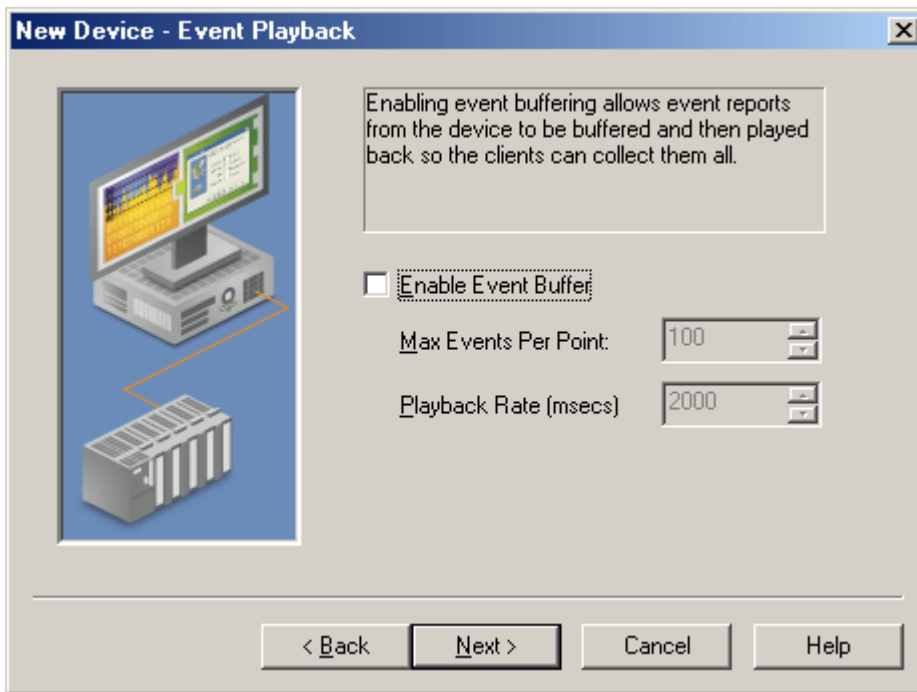 New Device - Event Playback
Enabling event buffering allows event reports
from the device to be buffered and then played
back so the clients can collect them all.
Enable Event Buffer
Max Events Per Point:
100
Playback Rate (msecs)
2000
< Back
Next >
Cancel
Help